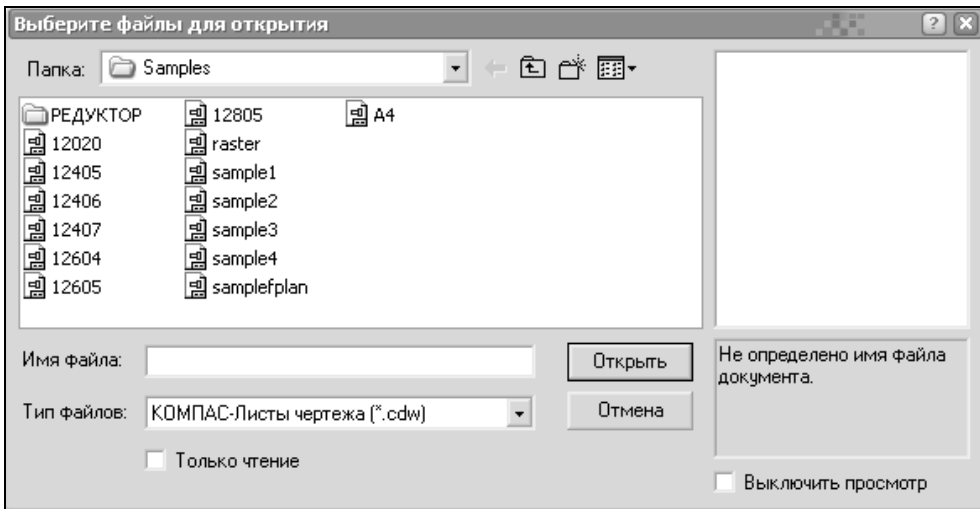 Выберите файлы для открытия
Папка: Samples
РЕДУКТОР 12805 A4
12020 raster
12405 sample1
12406 sample2
12407 sample3
12604 sample4
12605 samplefplan
Имя файла: Открыть
Не определено имя файла
документа.
Тип файлов: КОМПАС-Листы чертежа (*.cdw) Отмена
Только чтение
Выключить просмотр